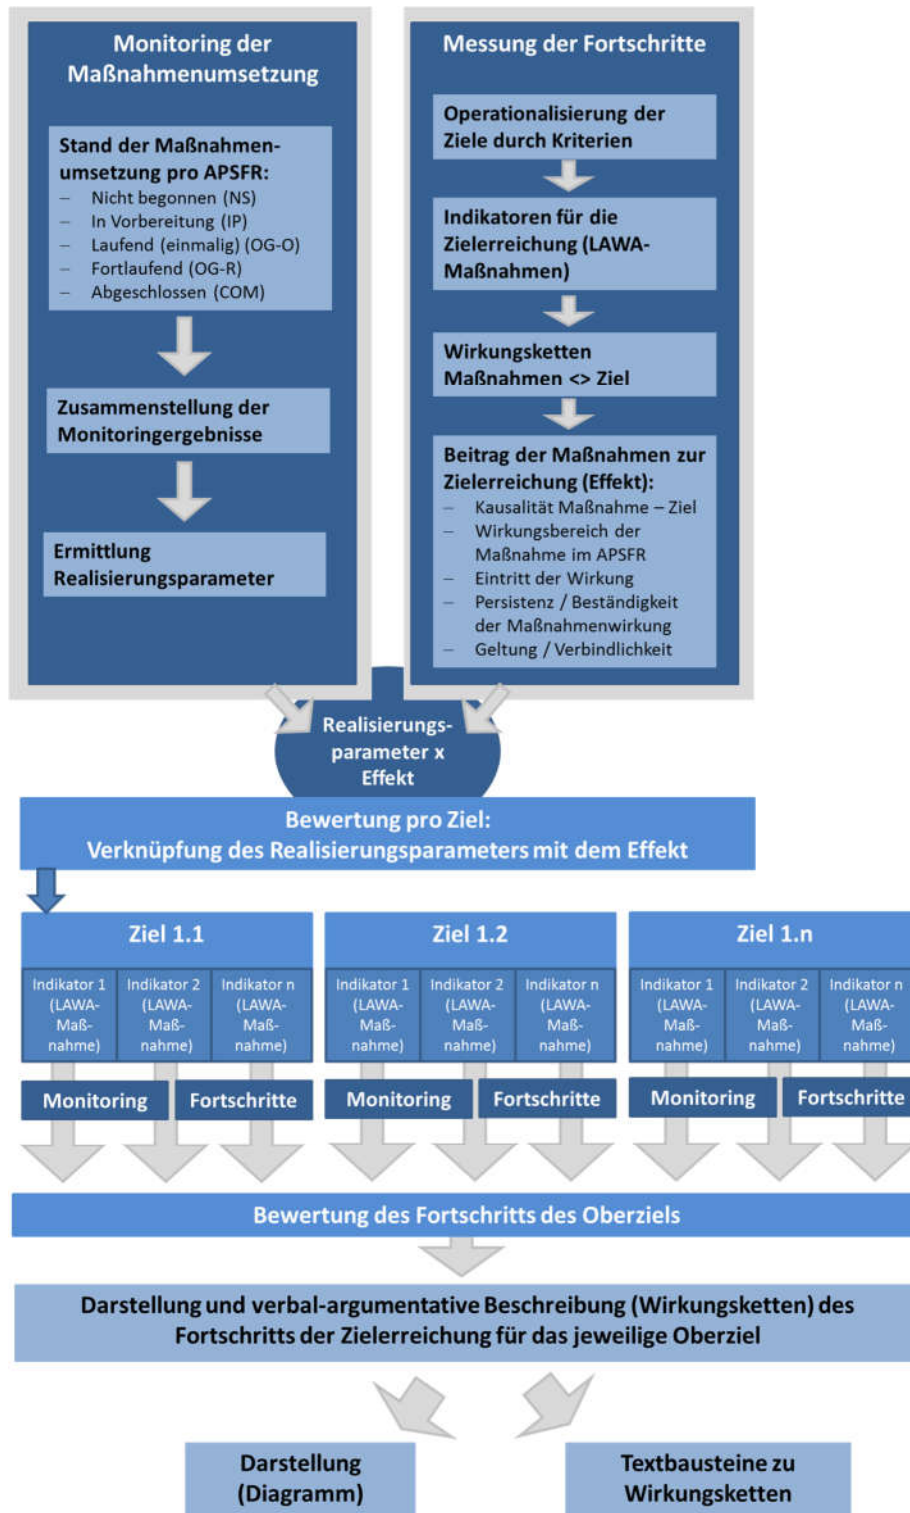 Monitoring der
Maßnahmenumsetzung
Stand der Maßnahmen-
umsetzung pro APSFR:
– Nicht begonnen (NS)
– In Vorbereitung (IP)
– Laufend (einmalig) (OG-O)
– Fortlaufend (OG-R)
– Abgeschlossen (COM)
Zusammenstellung der
Monitoringergebnisse
Ermittlung
Realisierungsparameter
Messung der Fortschritte
Operationalisierung der
Ziele durch Kriterien
Indikatoren für die
Zielerreichung (LAWA-
Maßnahmen)
Wirkungsketten
Maßnahmen <> Ziel
Beitrag der Maßnahmen zur
Zielerreichung (Effekt):
– Kausalität Maßnahme – Ziel
– Wirkungsbereich der
Maßnahme im APSFR
– Eintritt der Wirkung
– Persistenz / Beständigkeit
der Maßnahmenwirkung
– Geltung / Verbindlichkeit
Realisierungs-
parameter x
Effekt
Bewertung pro Ziel:
Verknüpfung des Realisierungsparameters mit dem Effekt
Ziel 1.1
Indikator 1
(LAWA-
Maß-
nahme)
Indikator 2
(LAWA-
Maß-
nahme)
Indikator n
(LAWA-
Maß-
nahme)
Monitoring
Fortschritte
Ziel 1.2
Indikator 1
(LAWA-
Maß-
nahme)
Indikator 2
(LAWA-
Maß-
nahme)
Indikator n
(LAWA-
Maß-
nahme)
Monitoring
Fortschritte
Ziel 1.n
Indikator 1
(LAWA-
Maß-
nahme)
Indikator 2
(LAWA-
Maß-
nahme)
Indikator n
(LAWA-
Maß-
nahme)
Monitoring
Fortschritte
Bewertung des Fortschritts des Oberziels
Darstellung und verbal-argumentative Beschreibung (Wirkungsketten) des
Fortschritts der Zielerreichung für das jeweilige Oberziel
Darstellung
(Diagramm)
Textbausteine zu
Wirkungsketten